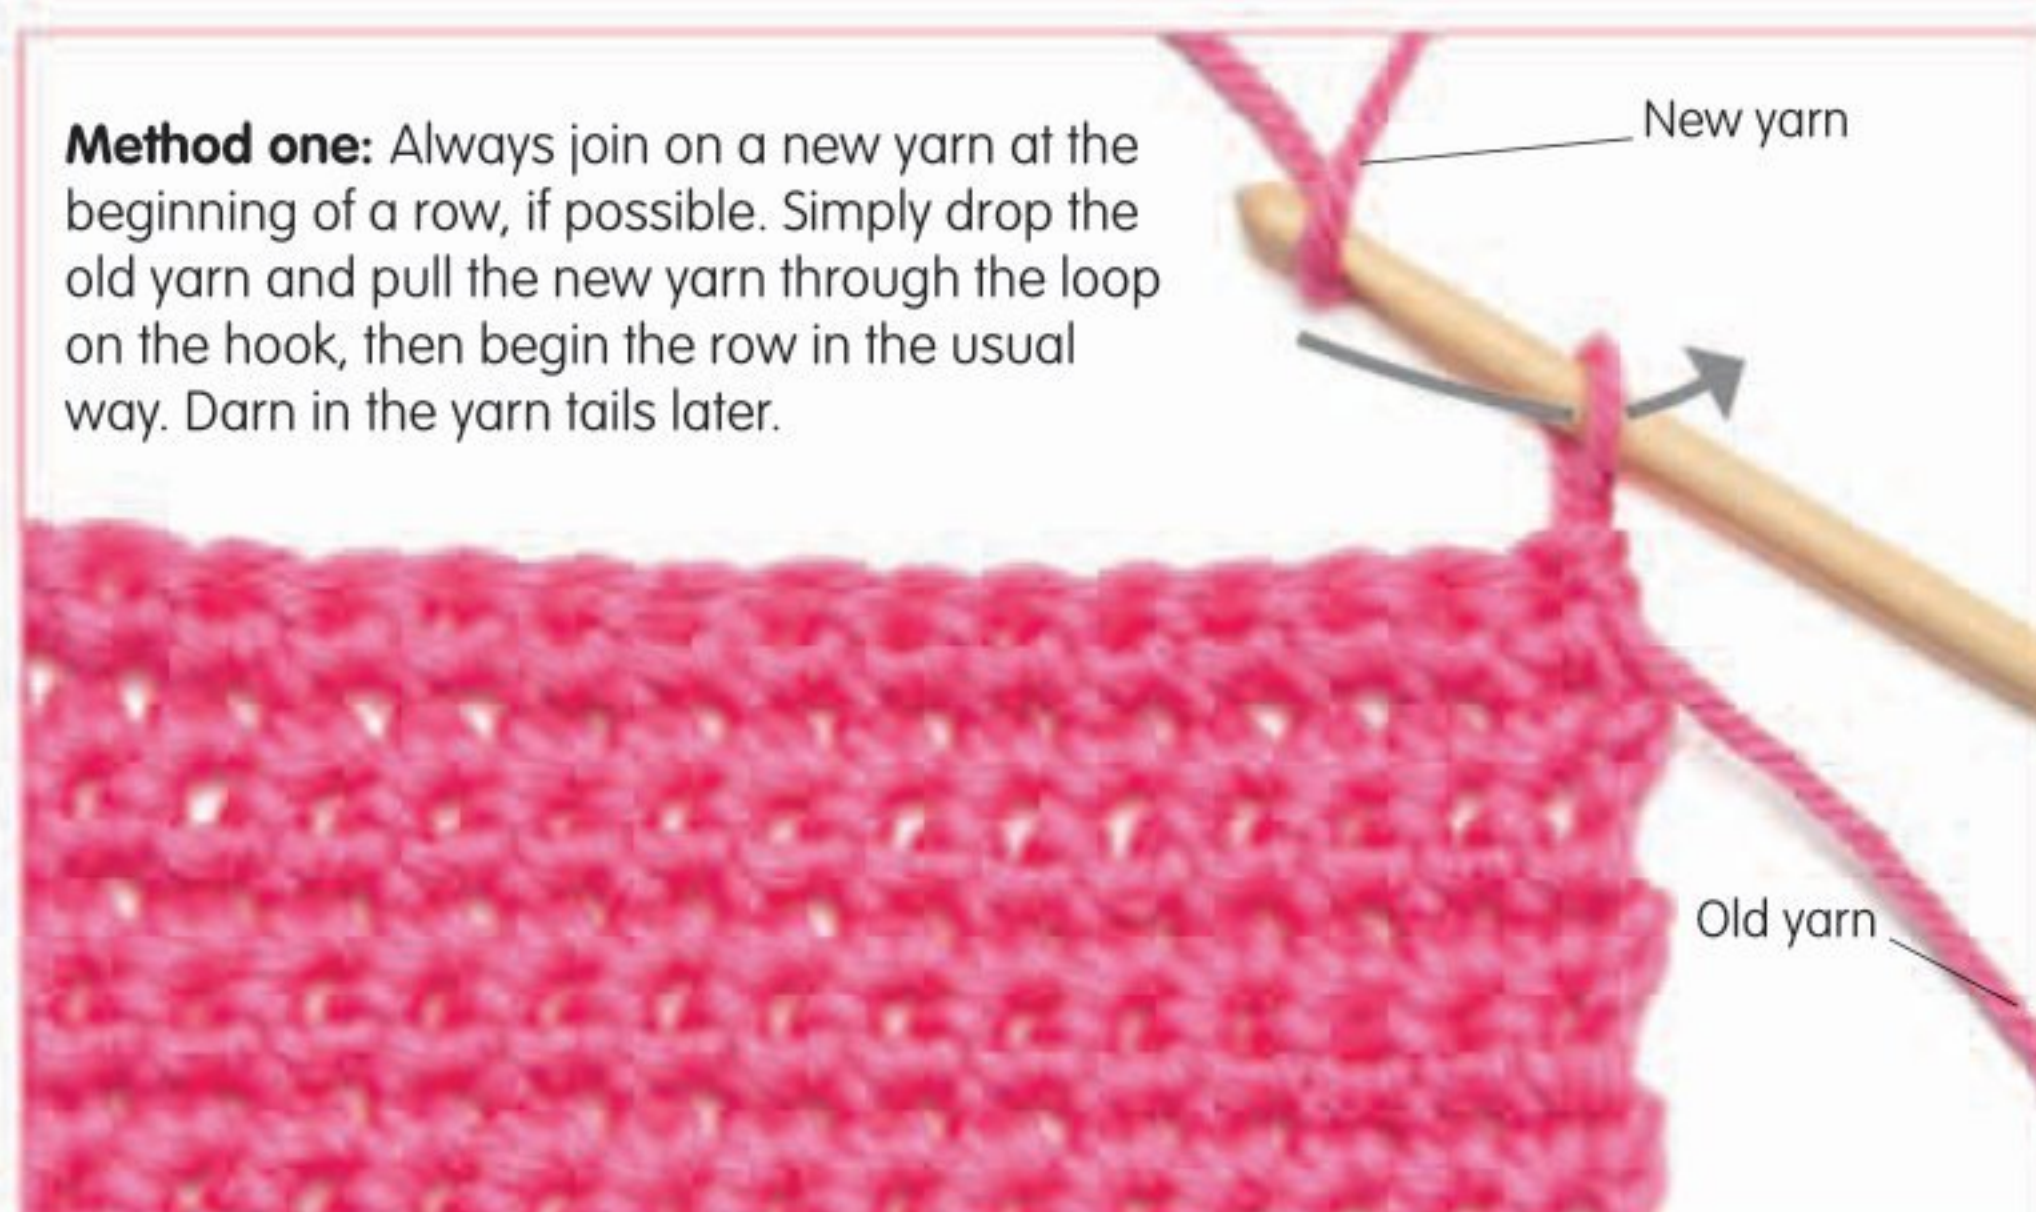 Method one: Always join on a new yarn at the
beginning of a row, if possible. Simply drop the
old yarn and pull the new yarn through the loop
on the hook, then begin the row in the usual
way. Darn in the yarn tails later.
New yarn
Old yarn